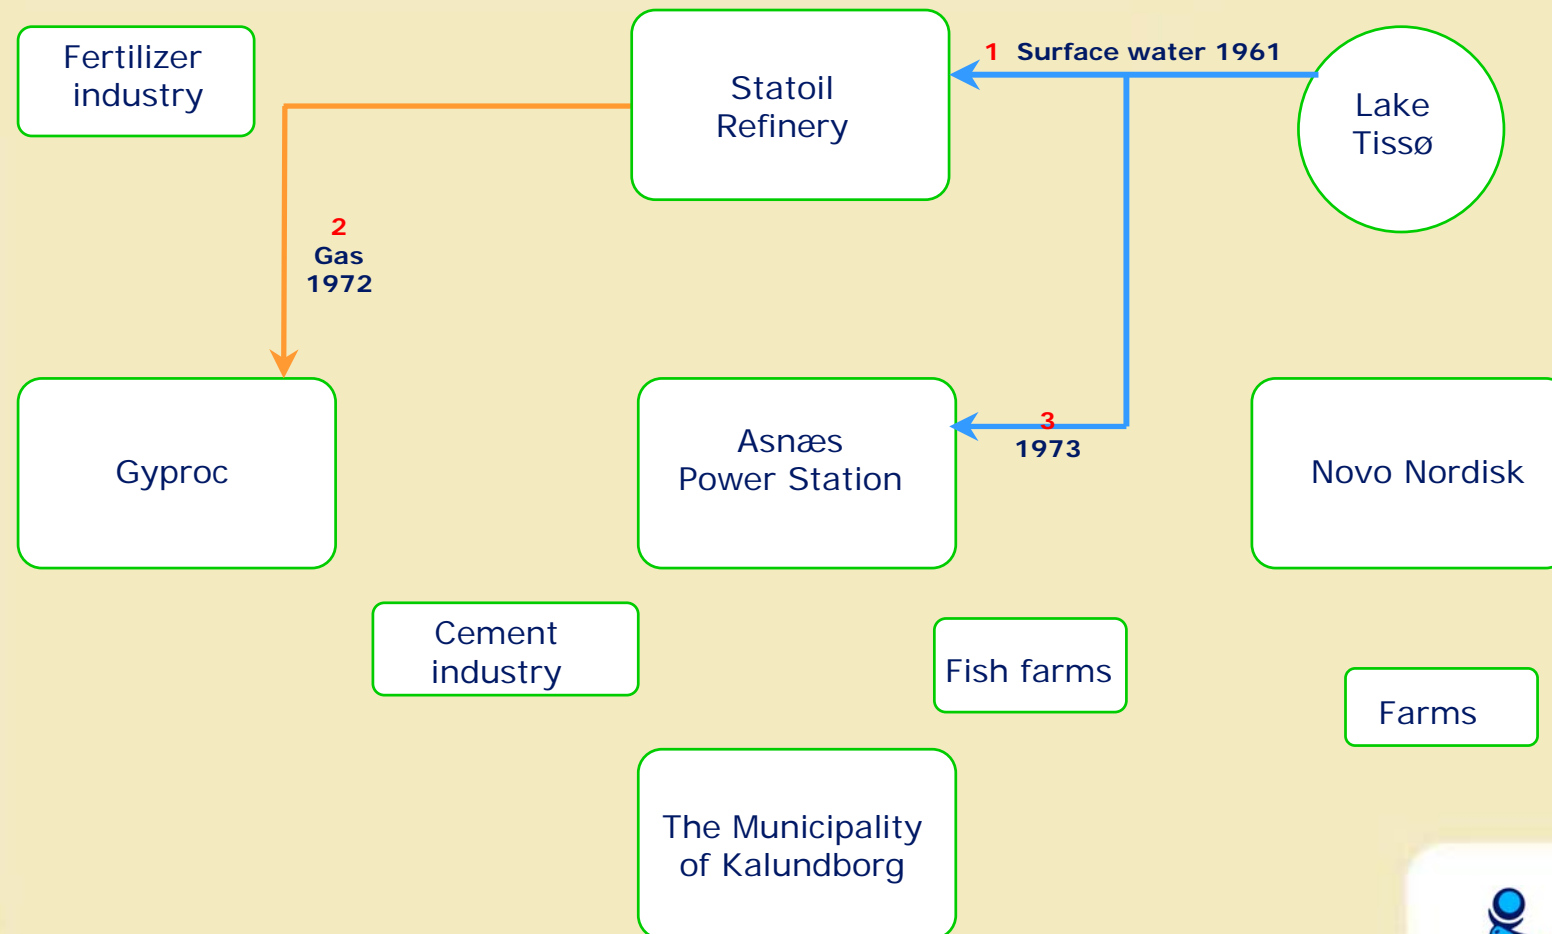 Fertilizer
industry
Statoil
Refinery
1 Surface water 1961
Lake
Tissø
2
Gas
1972
Gyproc
Asnæs
Power Station
3
1973
Novo Nordisk
Cement
industry
Fish farms
Farms
The Municipality
of Kalundborg